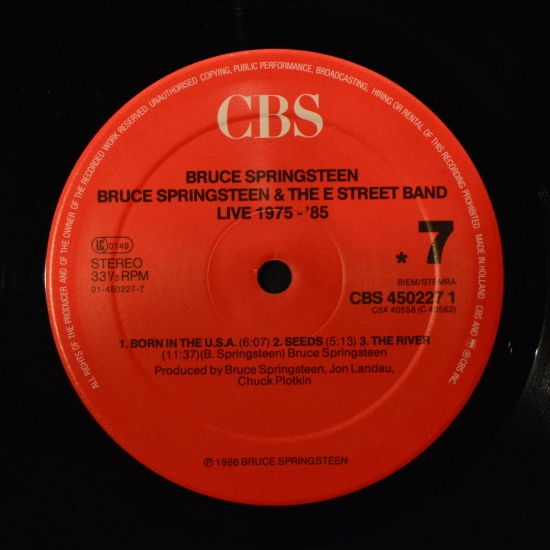 ALL RIGHTS OF THE PRODUCER AND OF THE OWNER OF THE RECORDED WORK RESERVED. UNAUTHORISED COPYING, PUBLIC PERFORMANCE, BROADCASTING, HIRING OR RENTAL OF THIS RECORDING PROHIBITED. MADE IN HOLLAND. CBS AND ® CBS INC.
CBS
BRUCE SPRINGSTEEN
BRUCE SPRINGSTEEN & THE E STREET BAND
LIVE 1975-'85
LC 0149
STEREO
33⅓ RPM
01-450227-7
* 7
BIEM/STEMRA
CBS 450227 1
CSX 40558 (C 40562)
1. BORN IN THE U.S.A. (6:07) 2. SEEDS (5:13) 3. THE RIVER
(11:37)(B. Springsteen) Bruce Springsteen
Produced by Bruce Springsteen, Jon Landau,
Chuck Plotkin
℗ 1986 BRUCE SPRINGSTEEN